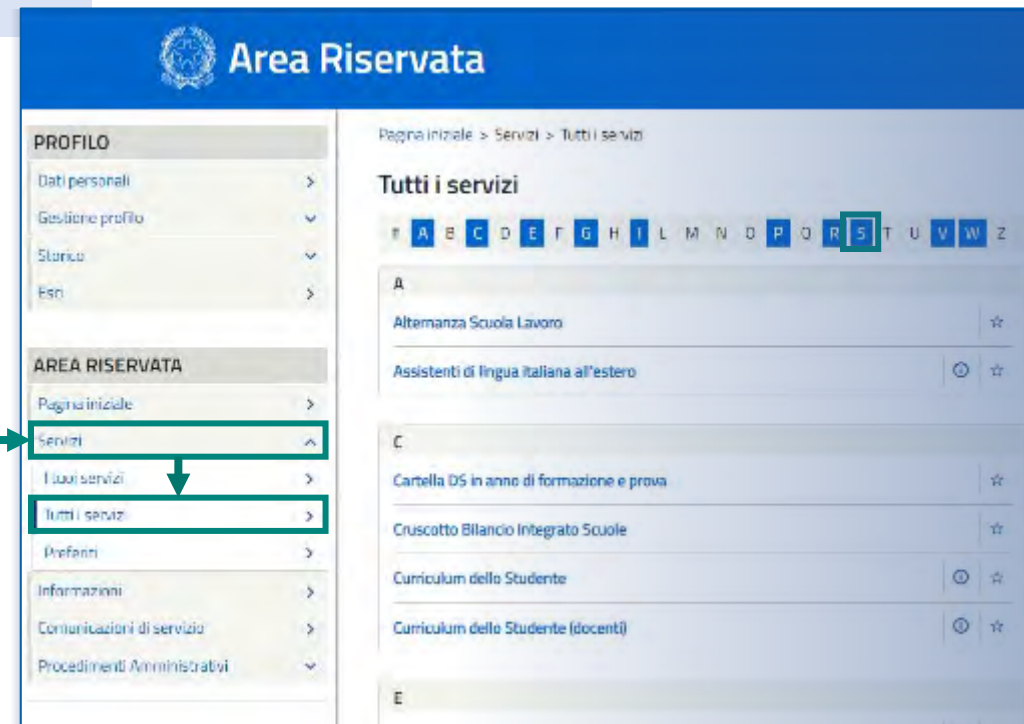 Area Riservata
PROFILO
Dati personali
Gestione profilo
Storico
Esci
AREA RISERVATA
Pagina iniziale
Servizi
I tuoi servizi
Tutti i servizi
Preferiti
Informazioni
Comunicazioni di servizio
Procedimenti Amministrativi
Pagina iniziale > Servizi > Tutti i servizi
Tutti i servizi
# A B C D E F G H I L M N O P Q R S T U V W Z
A
Alternanza Scuola Lavoro
Assistenti di lingua italiana all'estero
C
Cartella DS in anno di formazione e prova
Cruscotto Bilancio Integrato Scuole
Curriculum dello Studente
Curriculum dello Studente (docenti)
E